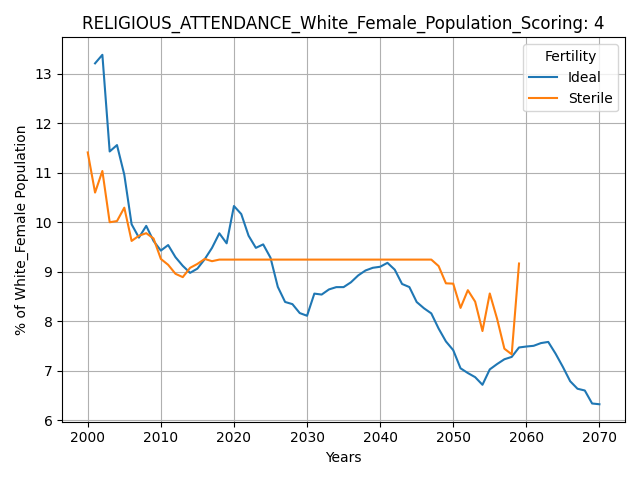 RELIGIOUS_ATTENDANCE_White_Female_Population_Scoring: 4
Fertility
Ideal
Sterile
% of White_Female Population
13
12
11
10
9
8
7
6
2000 2010 2020 2030 2040 2050 2060 2070
Years